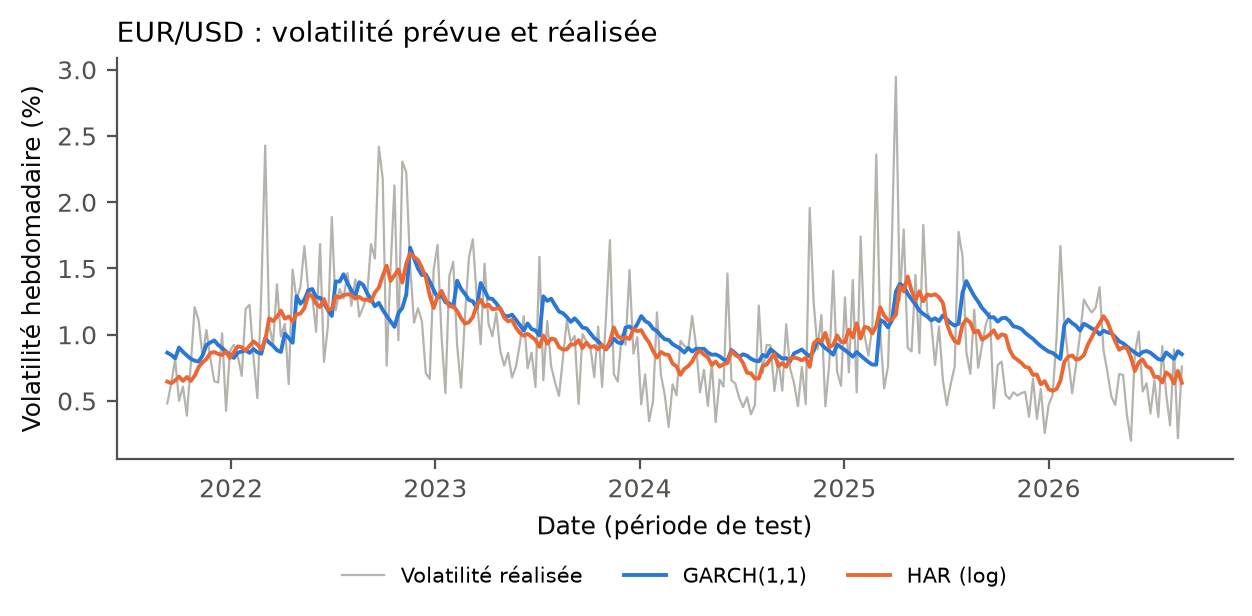 EUR/USD : volatilité prévue et réalisée
Volatilité hebdomadaire (%)
3.0
2.5
2.0
1.5
1.0
0.5
2022 2023 2024 2025 2026
Date (période de test)
Volatilité réalisée GARCH(1,1) HAR (log)